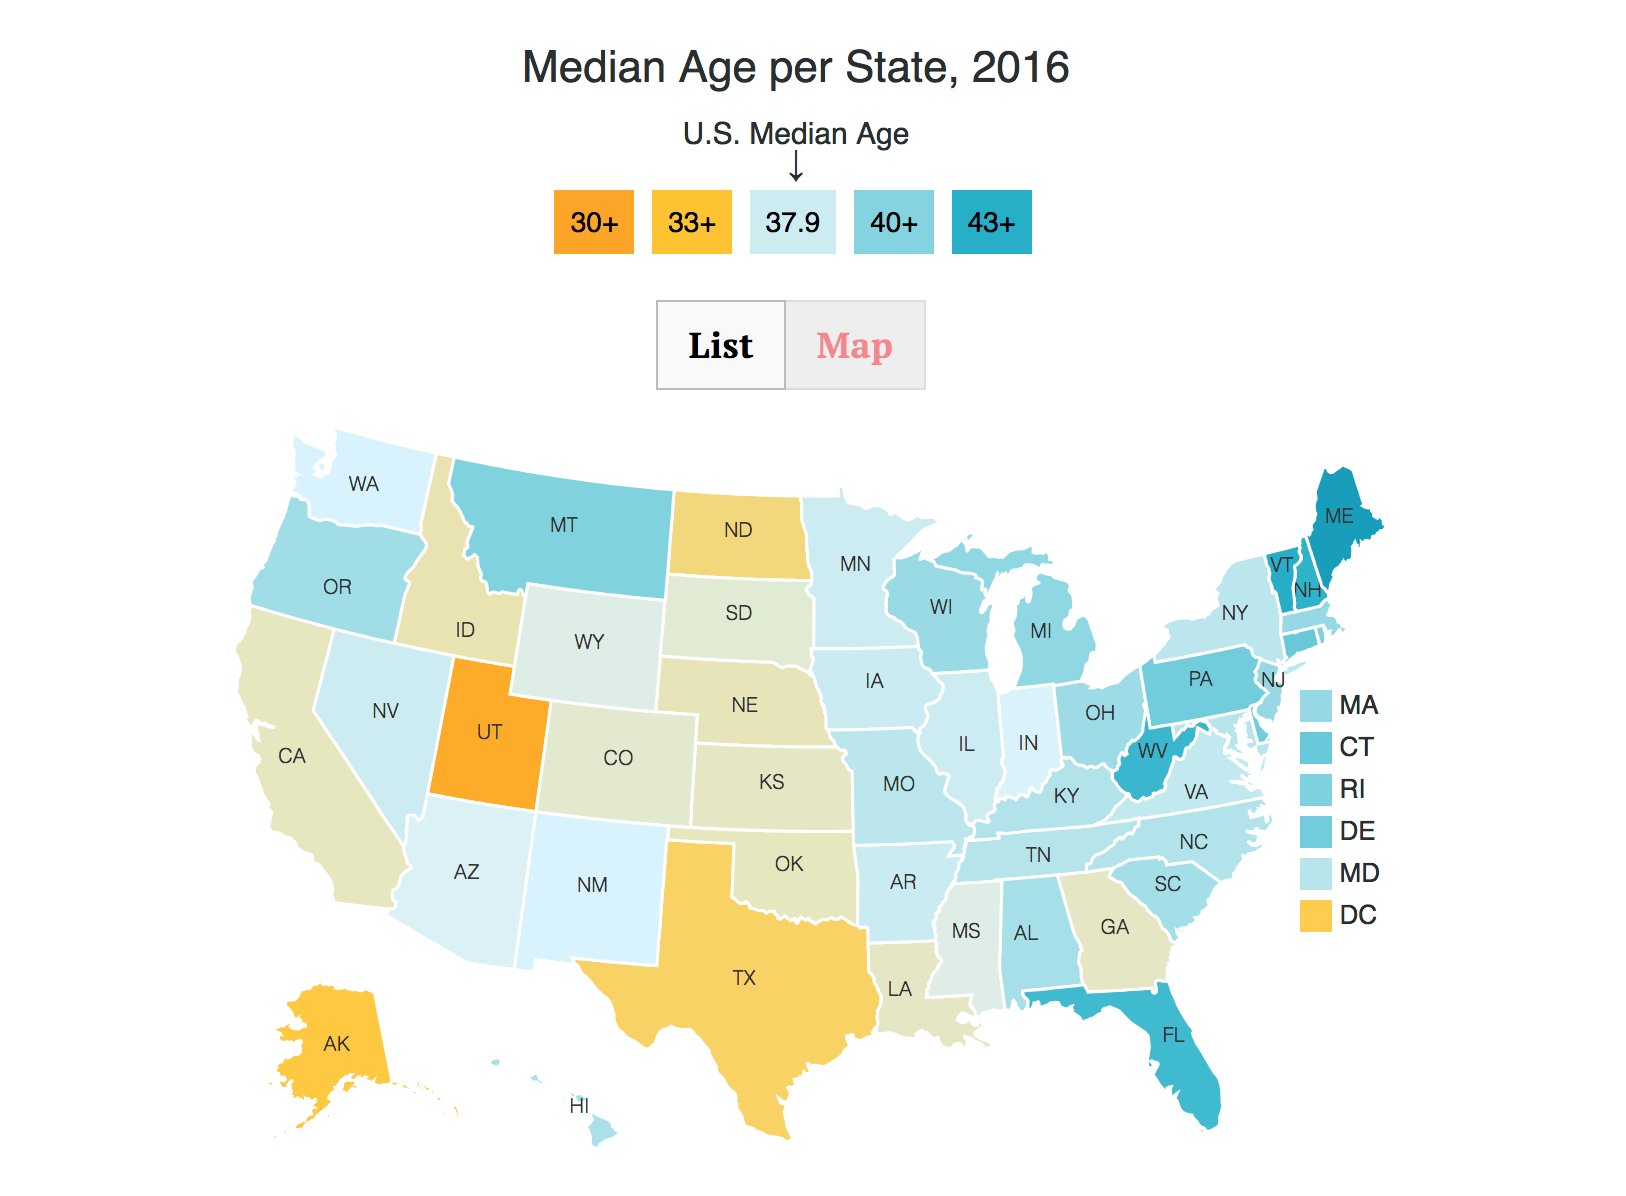 Median Age per State, 2016
U.S. Median Age
↓
30+ 33+ 37.9 40+ 43+
List Map
WA
ME
MT
ND
MN
VT
OR
NH
WI
NY
SD
ID
MI
WY
IA
PA
NJ
NE
MA
NV
OH
UT
IL
IN
CT
WV
CA
CO
KS
MO
RI
VA
KY
DE
NC
TN
OK
AZ
MD
AR
SC
NM
DC
GA
MS
AL
TX
LA
FL
AK
HI